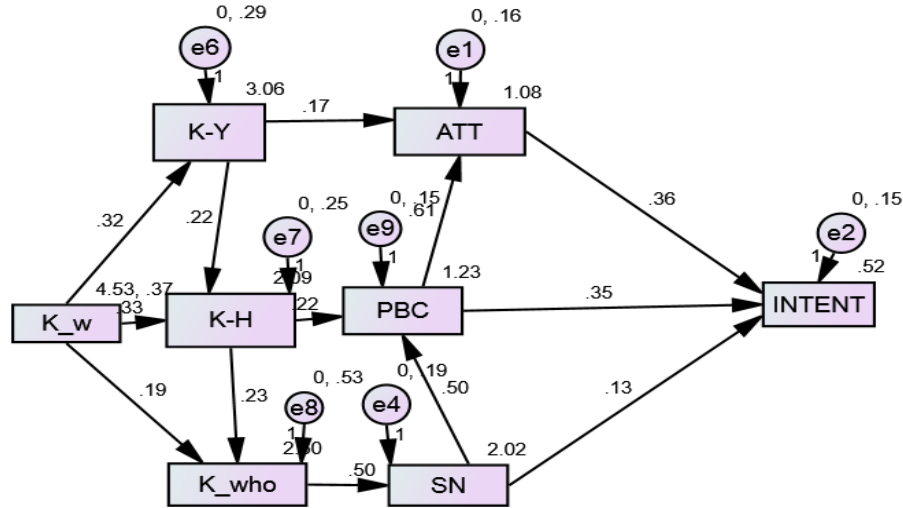 0, .29
e6
1
3.06
0, .16
e1
1
1.08
K-Y
.17
ATT
.32
.22
0, .25
e7
1
2.09
0, .15
e9
1
.61
1.23
.36
0, .15
e2
1
.52
4.53, .37
K_w
.33
K-H
.22
PBC
.35
INTENT
.19
.23
0, .53
e8
1
0, .19
e4
1
.50
.13
2.02
K_who
.50
SN